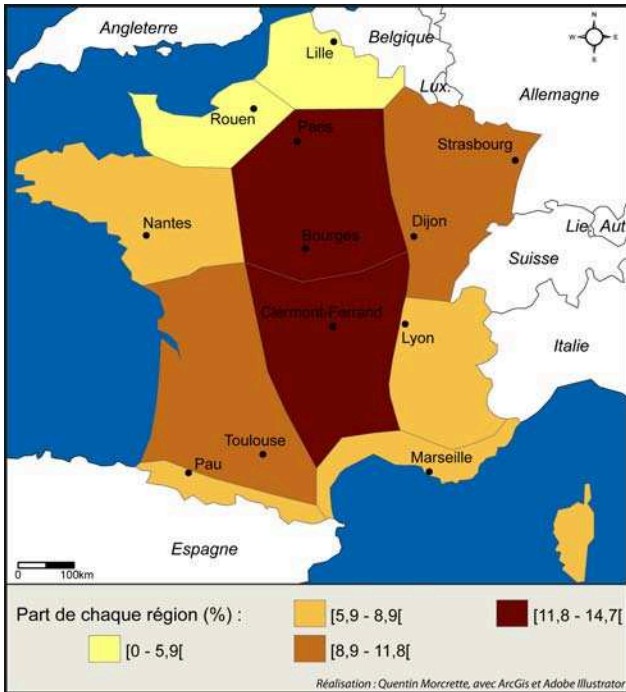 Angleterre
Belgique
N
W E
S
Lille
Lux.
Allemagne
Rouen
Paris
Strasbourg
Nantes
Bourges
Dijon
Lie.
Aut
Suisse
Clermont-Ferrand
Lyon
Italie
Toulouse
Pau
Marseille
Espagne
0 100km
Part de chaque région (%) :
[5,9 - 8,9[
[11,8 - 14,7[
[0 - 5,9[
[8,9 - 11,8[
Réalisation : Quentin Morcrette, avec ArcGis et Adobe Illustrator